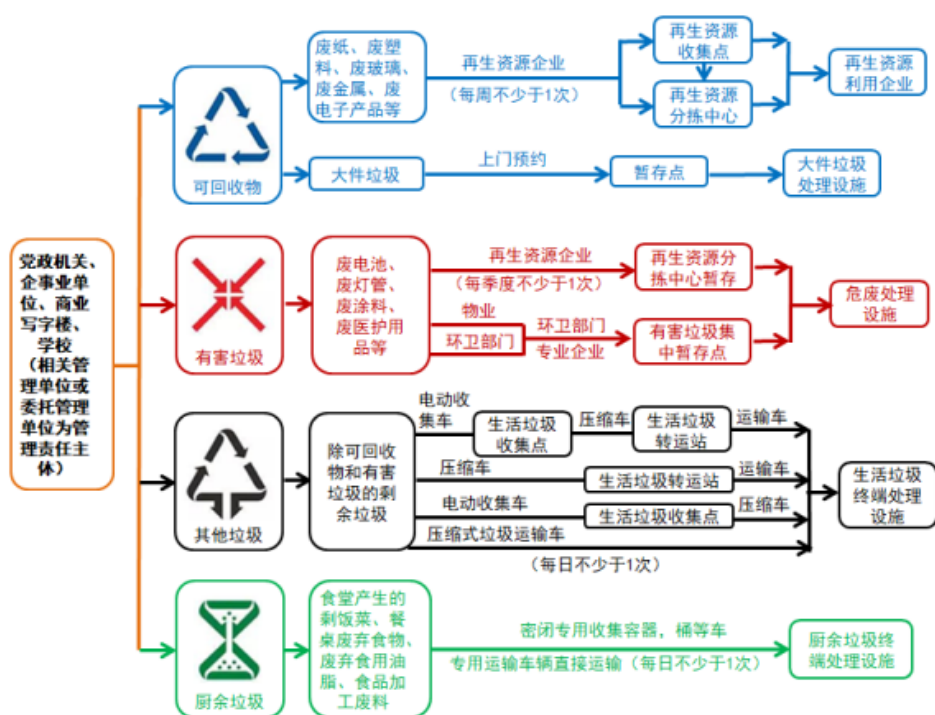 党政机关、
企事业单
位、商业
写字楼、
学校
（相关管
理单位或
委托管理
单位为管
理责任主
体）
可回收物
废纸、废塑
料、废玻璃、
废金属、废
电子产品等
再生资源企业
（每周不少于1次）
再生资源
收集点
再生资源
分拣中心
再生资源
利用企业
大件垃圾
上门预约
暂存点
大件垃圾
处理设施
有害垃圾
废电池、
废灯管、
废涂料、
废医护用
品等
再生资源企业
（每季度不少于1次）
再生资源分
拣中心暂存
物业
环卫部门
环卫部门
专业企业
有害垃圾集
中暂存点
危废处理
设施
其他垃圾
除可回收
物和有害
垃圾的剩
余垃圾
电动收
集车
生活垃圾
收集点
压缩车
生活垃圾
转运站
运输车
压缩车
生活垃圾转运站
运输车
电动收集车
生活垃圾收集点
压缩车
压缩式垃圾运输车
（每日不少于1次）
生活垃圾
终端处理
设施
厨余垃圾
食堂产生的
剩饭菜、餐
桌废弃食物、
废弃食用油
脂、食品加
工废料
密闭专用收集容器，桶等车
专用运输车辆直接运输（每日不少于1次）
厨余垃圾终
端处理设施